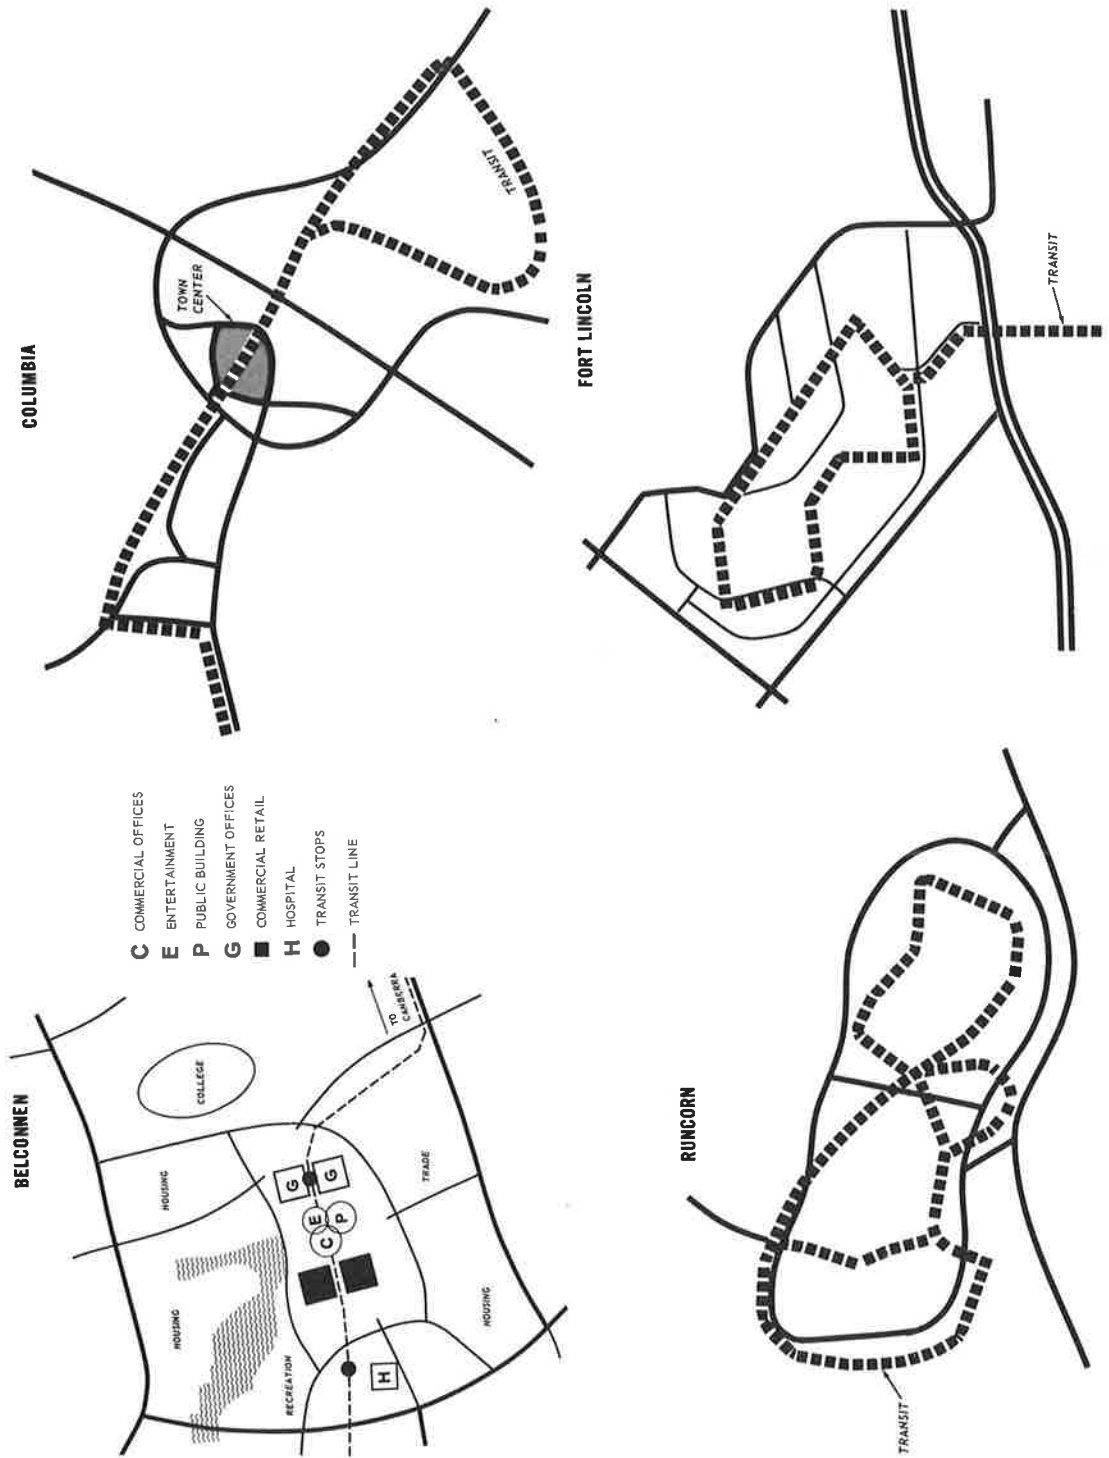 BELCONNEN
COLLEGE
HOUSING
HOUSING
RECREATION
HOUSING
TRADE
TO
CANBERRA
G
G
E
P
C
H
C COMMERCIAL OFFICES
E ENTERTAINMENT
P PUBLIC BUILDING
G GOVERNMENT OFFICES
COMMERCIAL RETAIL
H HOSPITAL
TRANSIT STOPS
TRANSIT LINE
COLUMBIA
TOWN
CENTER
TRANSIT
RUNCORN
TRANSIT
FORT LINCOLN
TRANSIT